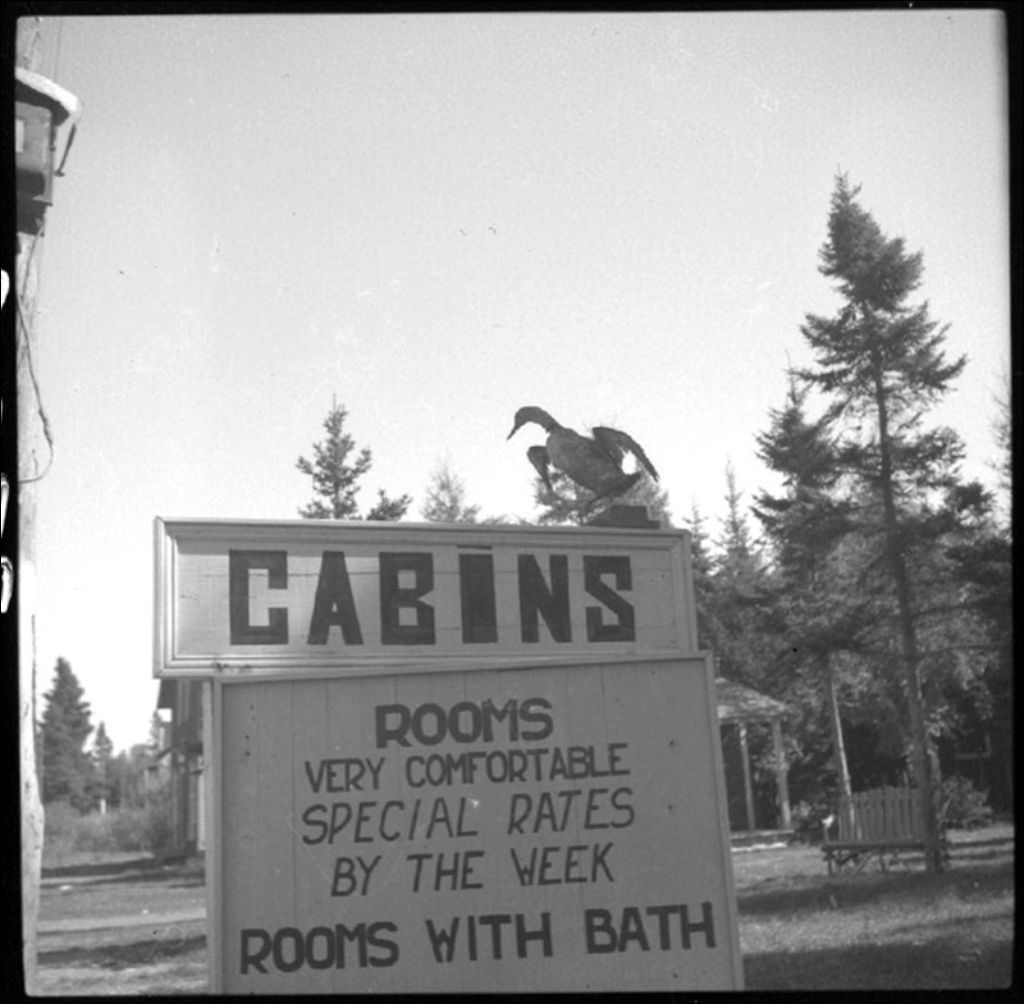 CABINS
ROOMS
VERY COMFORTABLE
SPECIAL RATES
BY THE WEEK
ROOMS WITH BATH